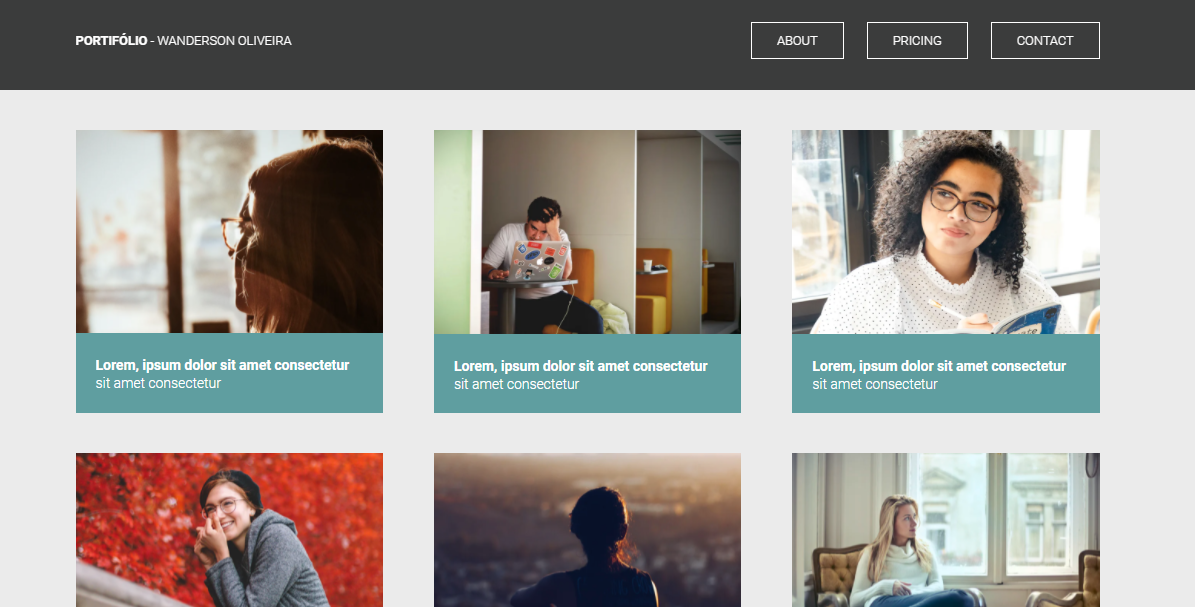 PORTIFÓLIO - WANDERSON OLIVEIRA
ABOUT
PRICING
CONTACT
Lorem, ipsum dolor sit amet consectetur
sit amet consectetur
Lorem, ipsum dolor sit amet consectetur
sit amet consectetur
Lorem, ipsum dolor sit amet consectetur
sit amet consectetur